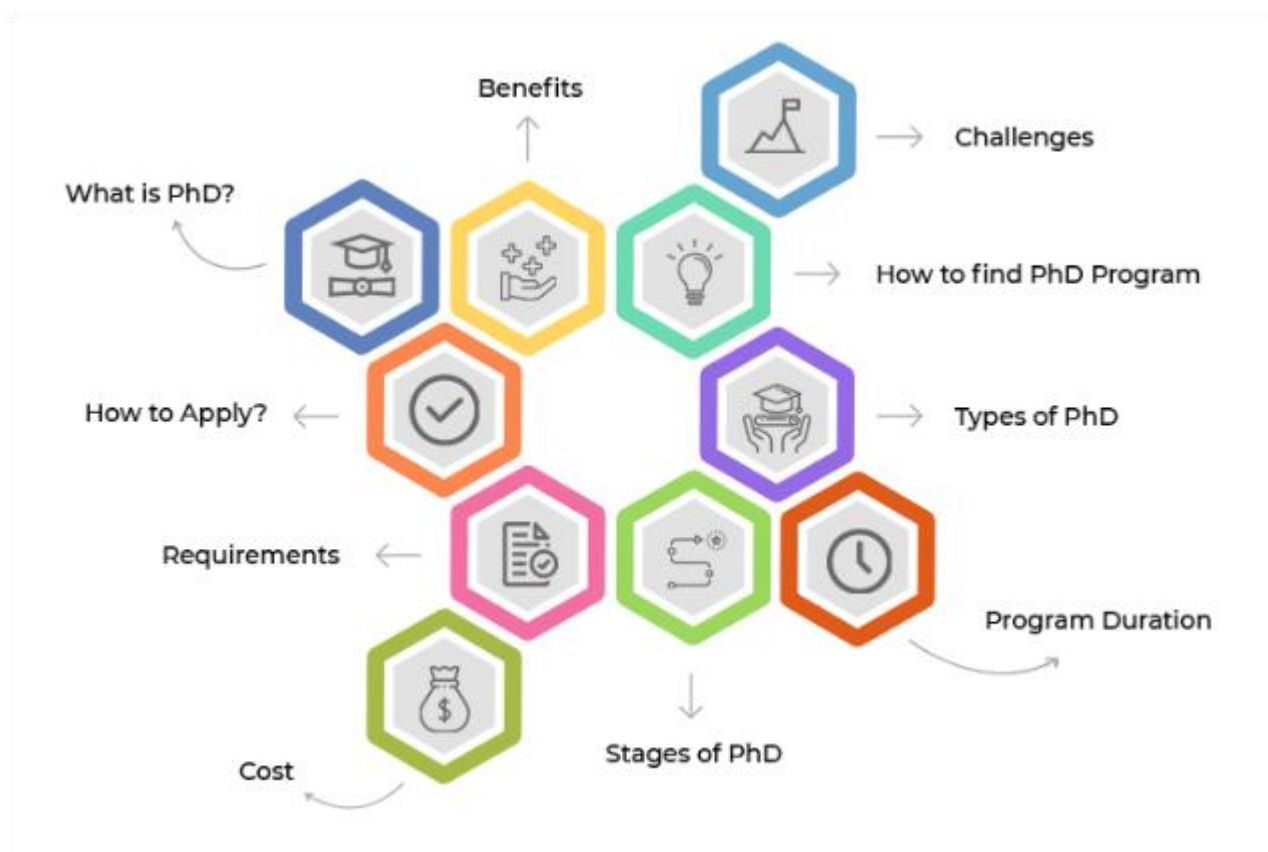 Benefits
Challenges
What is PhD?
How to find PhD Program
How to Apply?
Types of PhD
Requirements
Program Duration
$
Stages of PhD
Cost